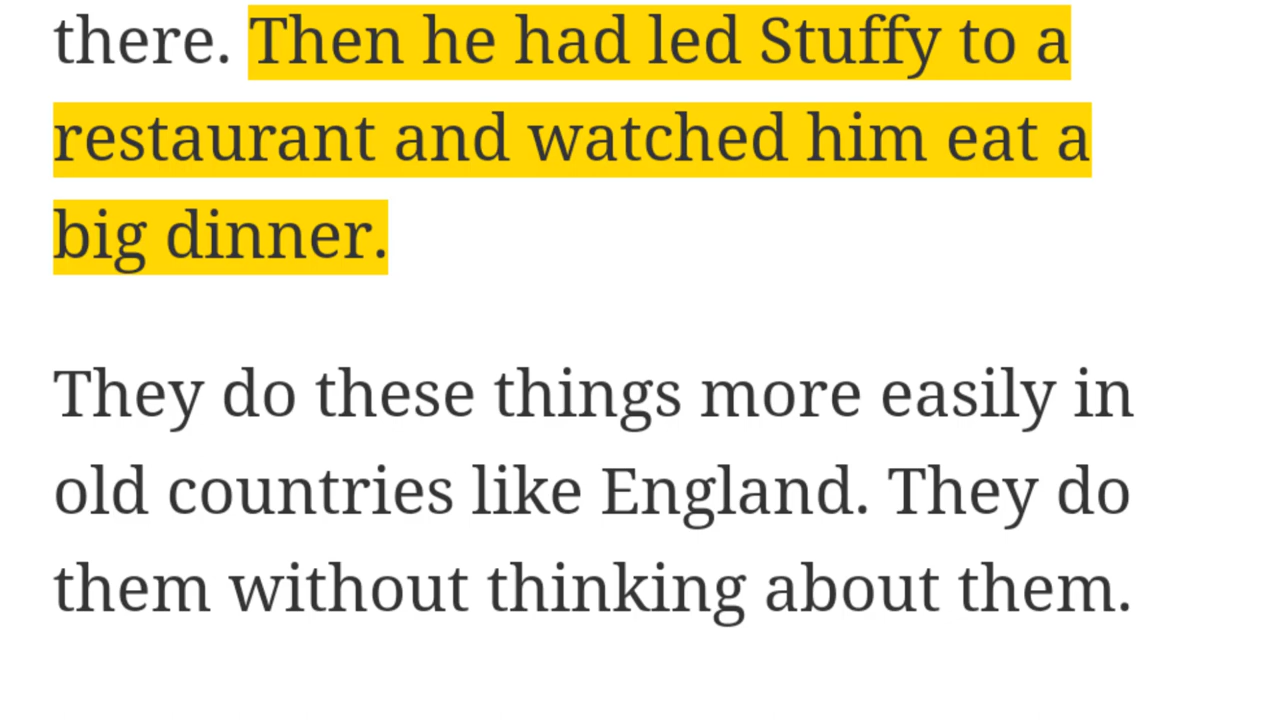 there. Then he had led Stuffy to a
restaurant and watched him eat a
big dinner.
They do these things more easily in
old countries like England. They do
them without thinking about them.